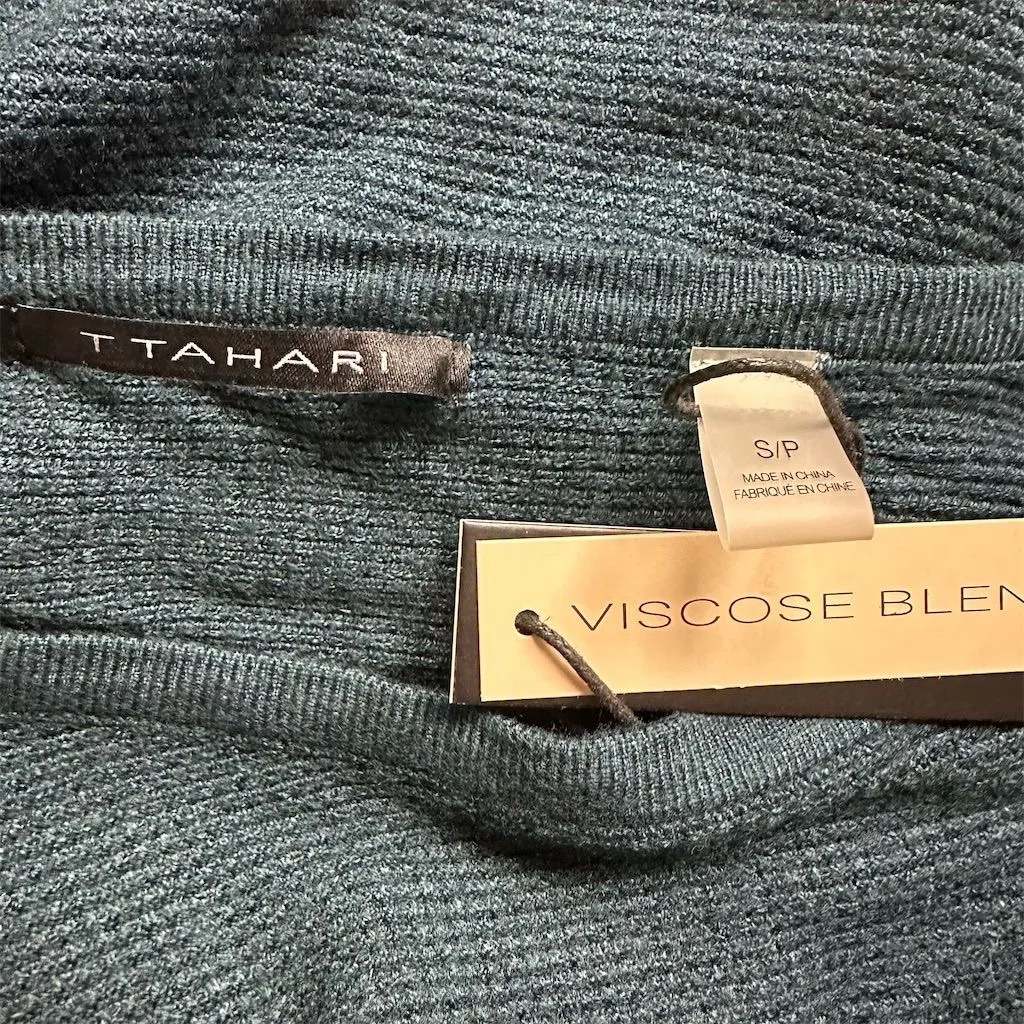 T TAHARI
S/P
MADE IN CHINA
FABRIQUÉ EN CHINE
VISCOSE BLEN